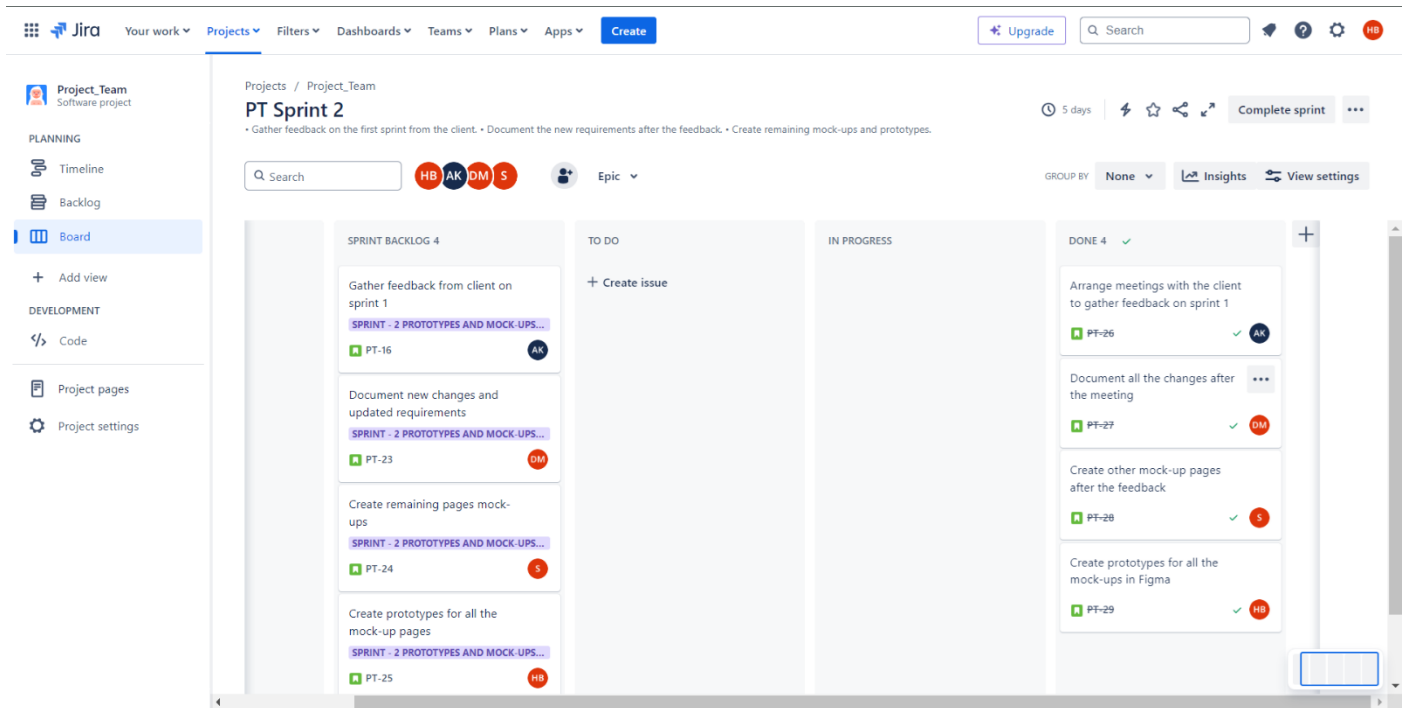 Jira
Your work
Projects
Filters
Dashboards
Teams
Plans
Apps
Create
Upgrade
Search
HB
Project_Team
Software project
PLANNING
Timeline
Backlog
Board
Add view
DEVELOPMENT
Code
Project pages
Project settings
Projects / Project_Team
PT Sprint 2
• Gather feedback on the first sprint from the client. • Document the new requirements after the feedback. • Create remaining mock-ups and prototypes.
5 days
Complete sprint
Search
HB AK DM S
Epic
GROUP BY
None
Insights
View settings
SPRINT BACKLOG 4
Gather feedback from client on
sprint 1
SPRINT - 2 PROTOTYPES AND MOCK-UPS...
PT-16
AK
Document new changes and
updated requirements
SPRINT - 2 PROTOTYPES AND MOCK-UPS...
PT-23
DM
Create remaining pages mock-
ups
SPRINT - 2 PROTOTYPES AND MOCK-UPS...
PT-24
S
Create prototypes for all the
mock-up pages
SPRINT - 2 PROTOTYPES AND MOCK-UPS...
PT-25
HB
TO DO
+ Create issue
IN PROGRESS
DONE 4
Arrange meetings with the client
to gather feedback on sprint 1
PT-26
AK
Document all the changes after
the meeting
PT-27
DM
Create other mock-up pages
after the feedback
PT-28
S
Create prototypes for all the
mock-ups in Figma
PT-29
HB